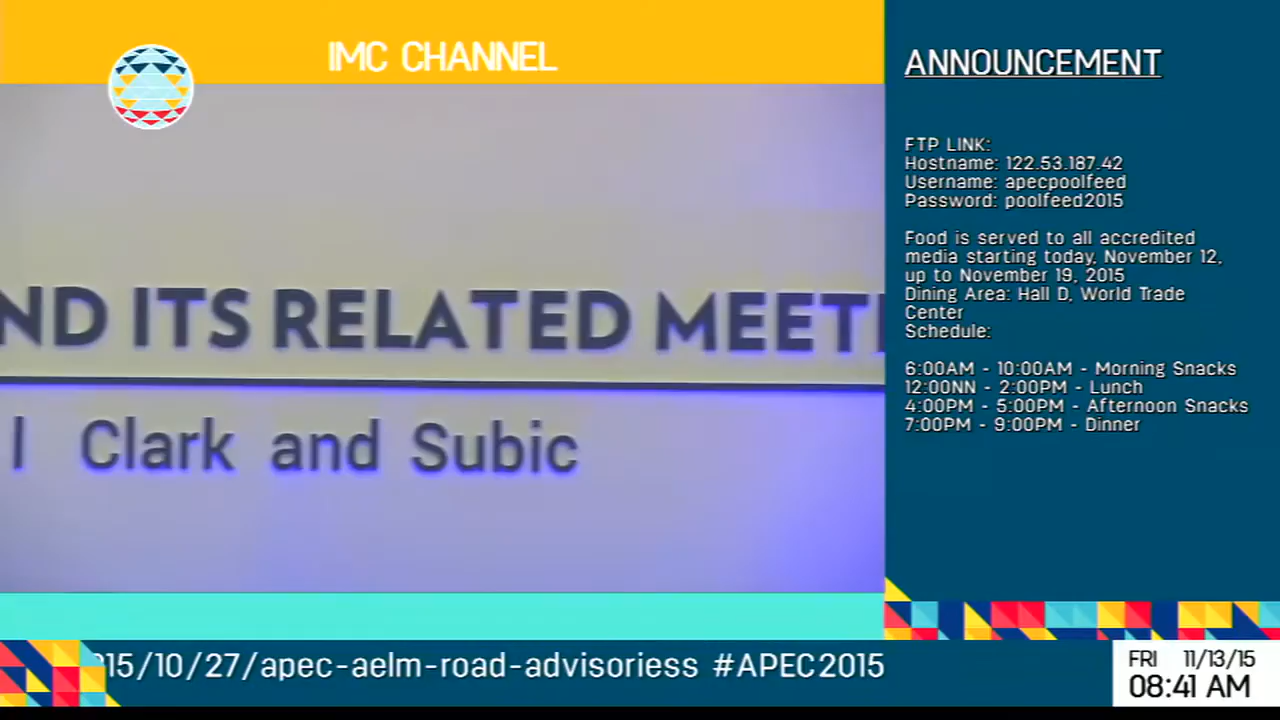 IMC CHANNEL
ND ITS RELATED MEET
Clark and Subic
ANNOUNCEMENT
FTP LINK:
Hostname: 122.53.187.42
Username: apecpoolfeed
Password: poolfeed2015
Food is served to all accredited
media starting today, November 12,
up to November 19, 2015
Dining Area: Hall D, World Trade
Center
Schedule:
6:00AM - 10:00AM - Morning Snacks
12:00NN - 2:00PM - Lunch
4:00PM - 5:00PM - Afternoon Snacks
7:00PM - 9:00PM - Dinner
15/10/27/apec-aelm-road-advisoriess #APEC2015
FRI 11/13/15
08:41 AM